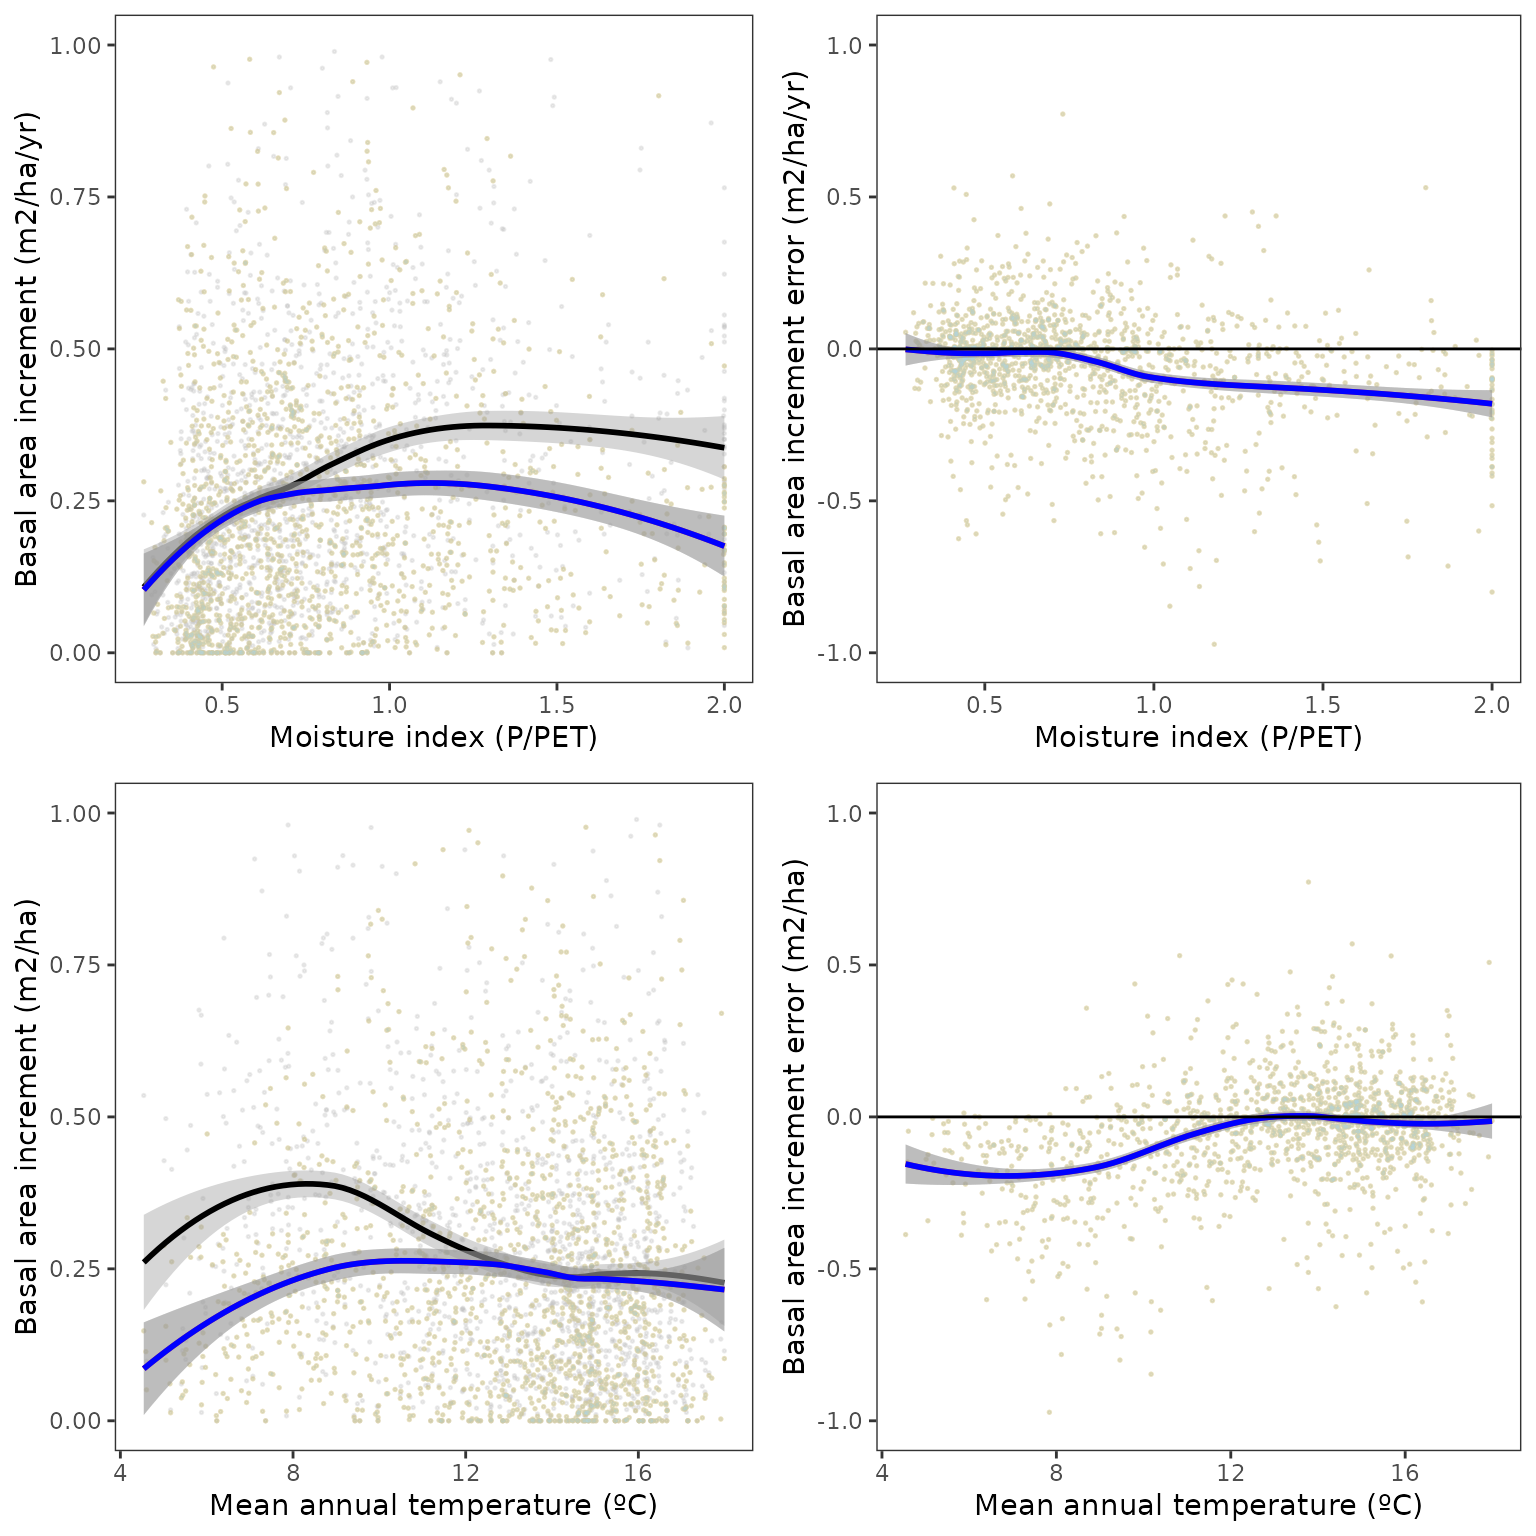 1.00
0.75
0.50
0.25
0.00
Basal area increment (m2/ha/yr)
0.5 1.0 1.5 2.0
Moisture index (P/PET)
1.0
0.5
0.0
-0.5
-1.0
Basal area increment error (m2/ha/yr)
0.5 1.0 1.5 2.0
Moisture index (P/PET)
1.00
0.75
0.50
0.25
0.00
Basal area increment (m2/ha)
4 8 12 16
Mean annual temperature (ºC)
1.0
0.5
0.0
-0.5
-1.0
Basal area increment error (m2/ha)
4 8 12 16
Mean annual temperature (ºC)